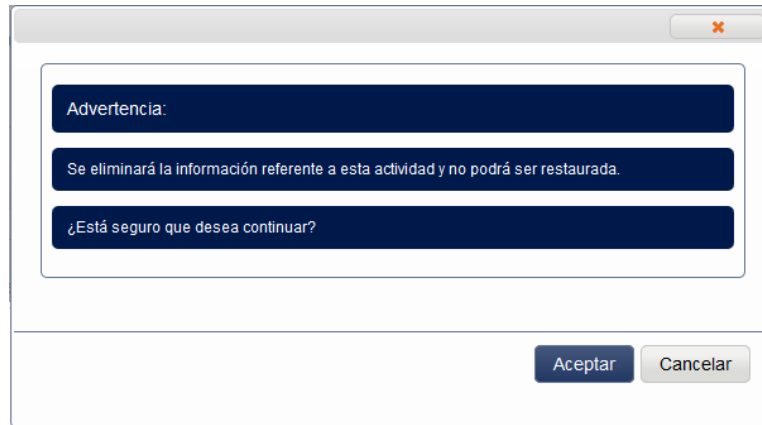 Advertencia:
Se eliminará la información referente a esta actividad y no podrá ser restaurada.
¿Está seguro que desea continuar?
Aceptar
Cancelar